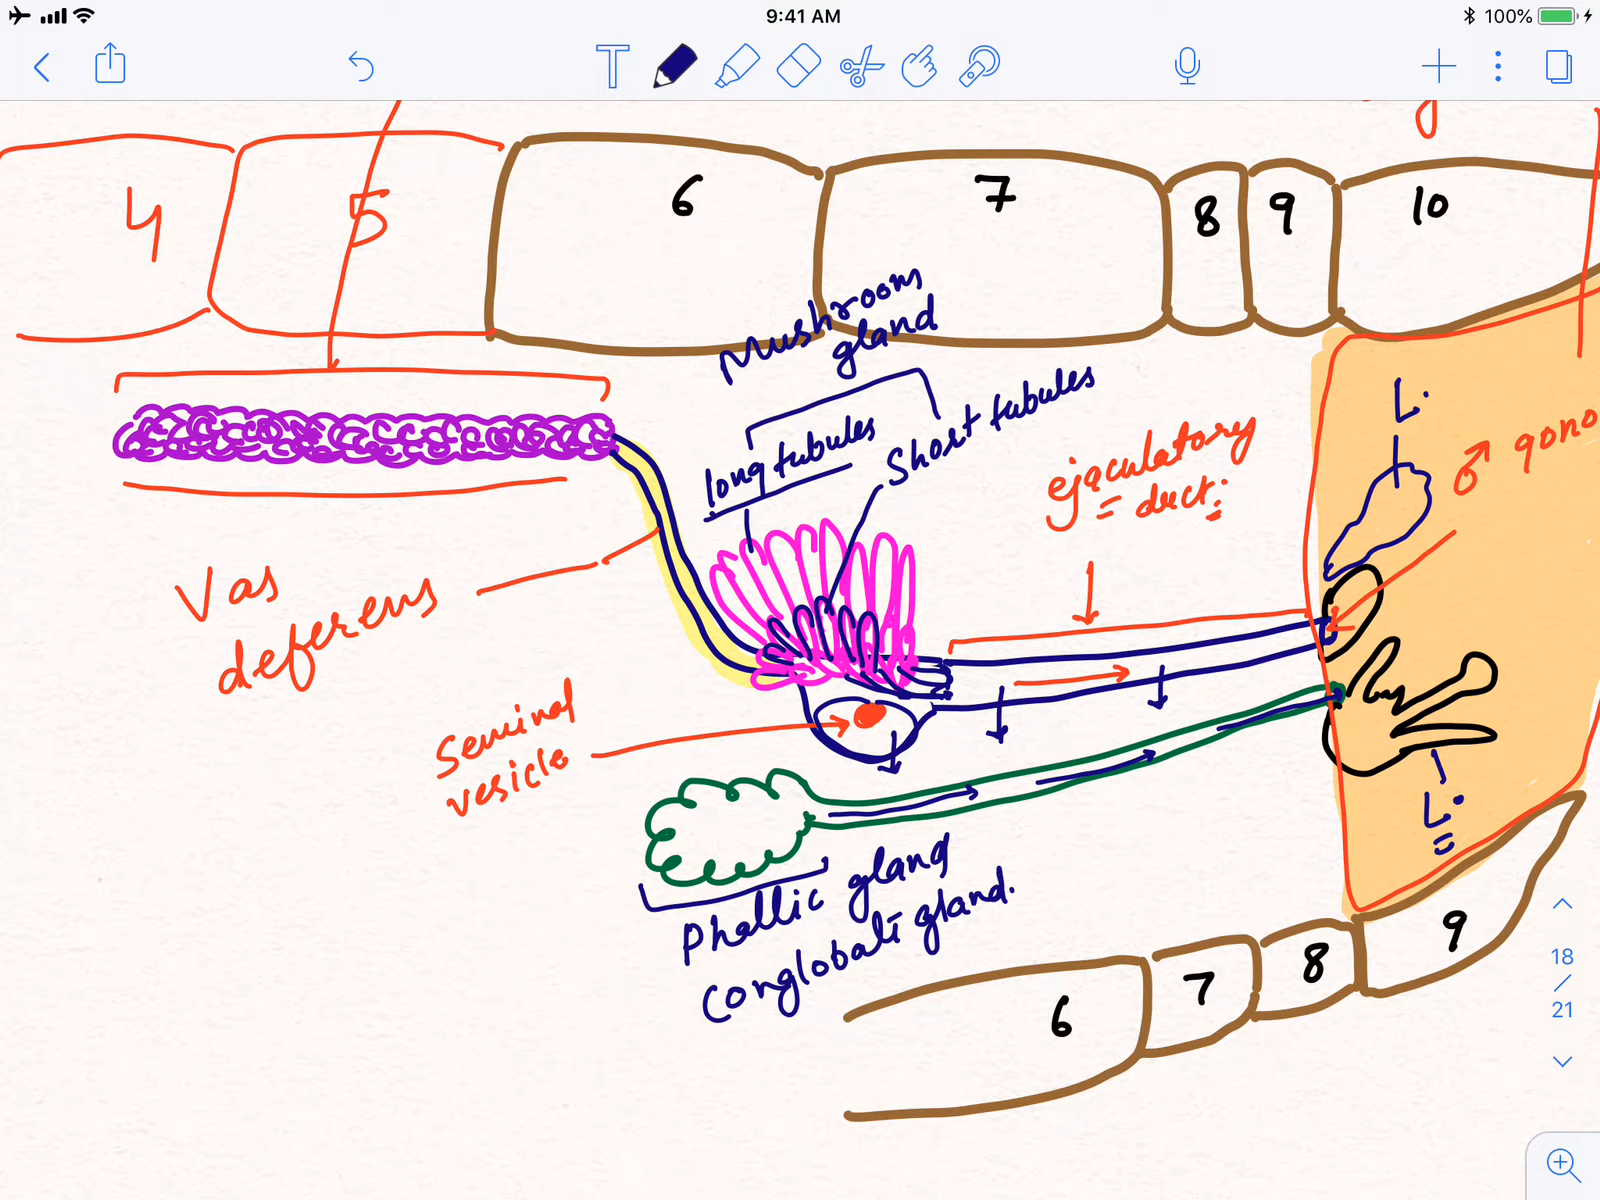 9:41 AM
100%
T
4
5
6
7
8
9
10
Mushroom
gland
long tubules
Short tubules
ejaculatory
duct
L.
♂ gono
Vas
deferens
Seminal
vesicle
Phallic gland
Conglobate gland.
L.
6
7
8
9
18
/
21